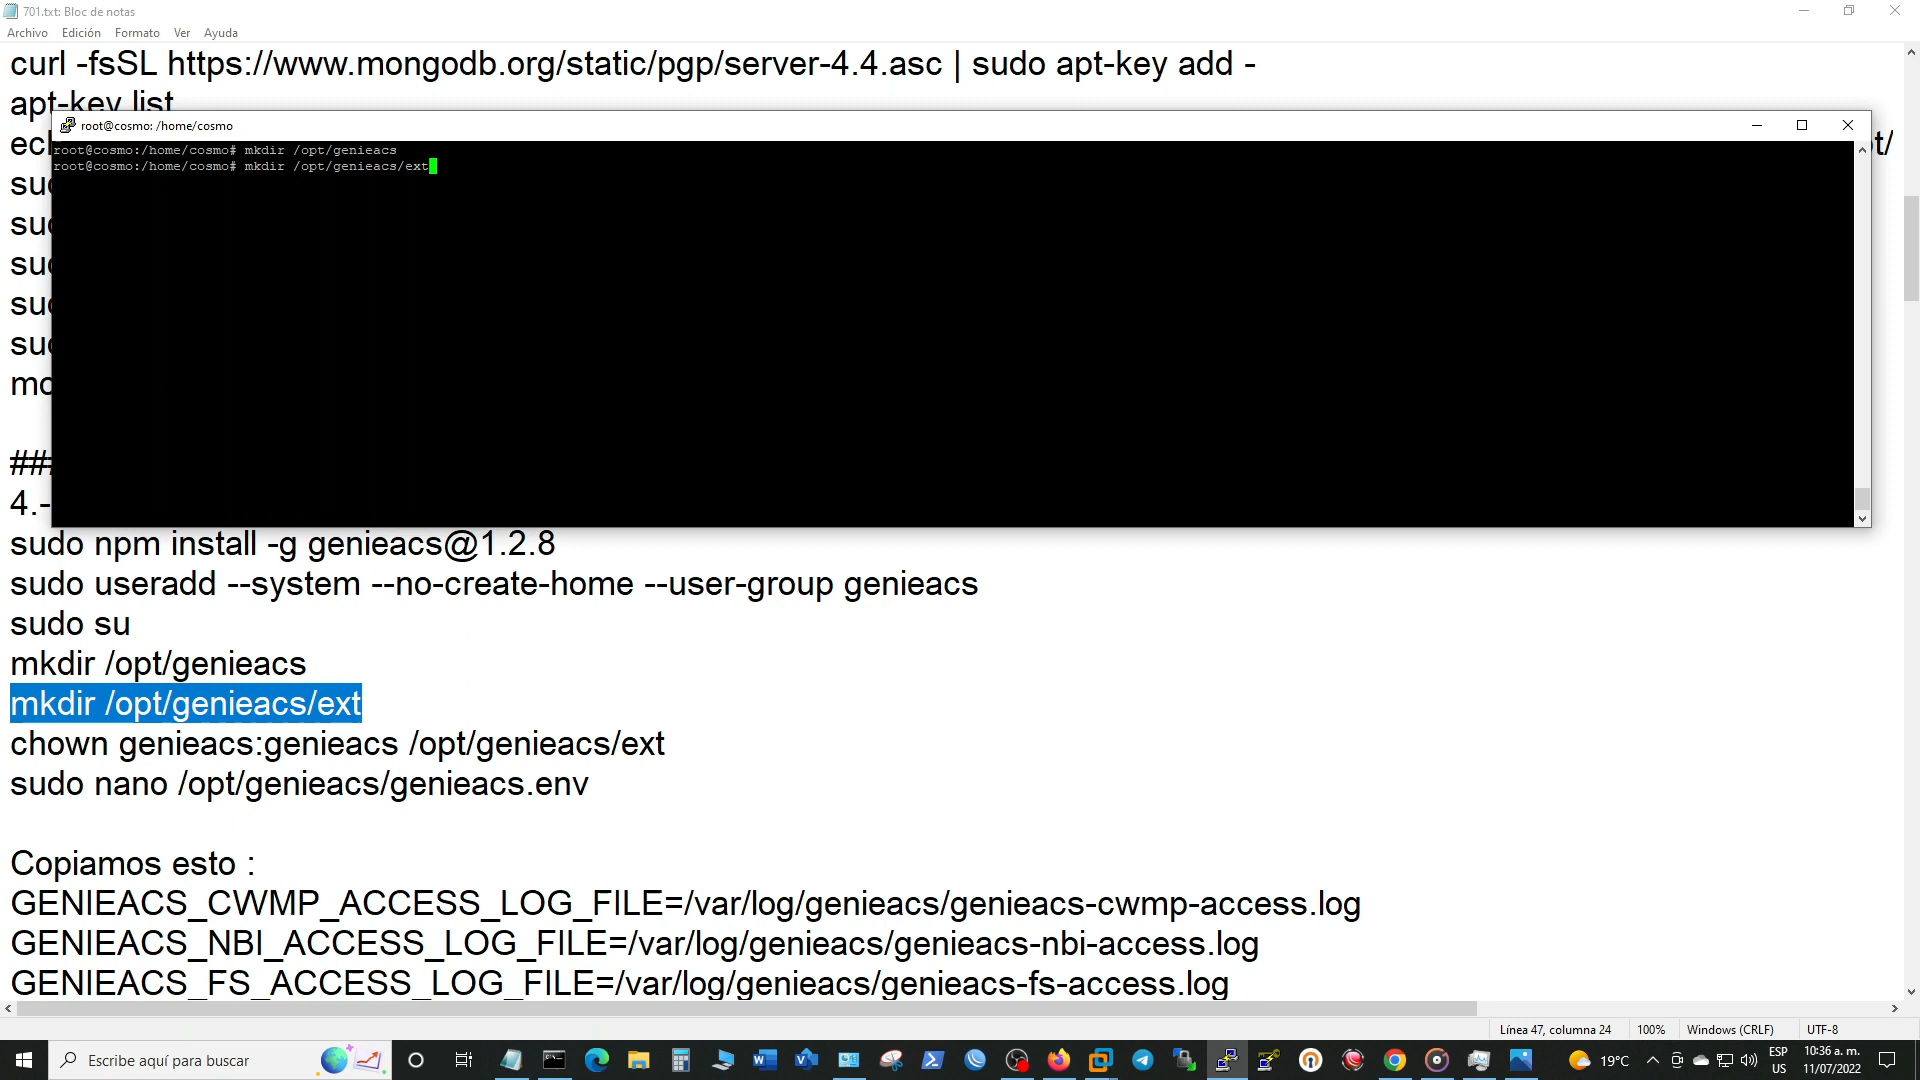 701.txt: Bloc de notas
Archivo Edición Formato Ver Ayuda
curl -fsSL https://www.mongodb.org/static/pgp/server-4.4.asc | sudo apt-key add -
apt-key list
root@cosmo: /home/cosmo
root@cosmo:/home/cosmo# mkdir /opt/genieacs
root@cosmo:/home/cosmo# mkdir /opt/genieacs/ext
###
4.-
sudo npm install -g genieacs@1.2.8
sudo useradd --system --no-create-home --user-group genieacs
sudo su
mkdir /opt/genieacs
mkdir /opt/genieacs/ext
chown genieacs:genieacs /opt/genieacs/ext
sudo nano /opt/genieacs/genieacs.env
Copiamos esto :
GENIEACS_CWMP_ACCESS_LOG_FILE=/var/log/genieacs/genieacs-cwmp-access.log
GENIEACS_NBI_ACCESS_LOG_FILE=/var/log/genieacs/genieacs-nbi-access.log
GENIEACS_FS_ACCESS_LOG_FILE=/var/log/genieacs/genieacs-fs-access.log
Línea 47, columna 24 100% Windows (CRLF) UTF-8
Escribe aquí para buscar
19°C
ESP
US
10:36 a. m.
11/07/2022